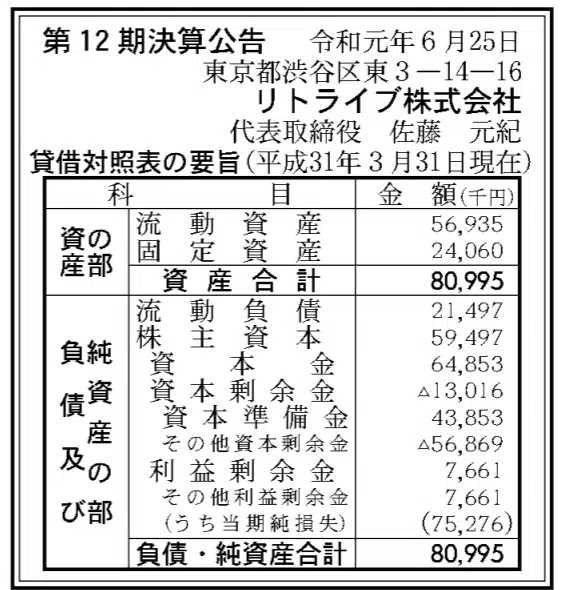 第12期決算公告 令和元年6月25日
東京都渋谷区東3−14−16
リトライブ株式会社
代表取締役 佐藤 元紀
貸借対照表の要旨(平成31年3月31日現在)
科目 金額(千円)
資産の部
流動資産 56,935
固定資産 24,060
資産合計 80,995
負債及び純資産の部
流動負債 21,497
株主資本 59,497
資本金 64,853
資本剰余金 △13,016
資本準備金 43,853
その他資本剰余金 △56,869
利益剰余金 7,661
その他利益剰余金 7,661
(うち当期純損失) (75,276)
負債・純資産合計 80,995